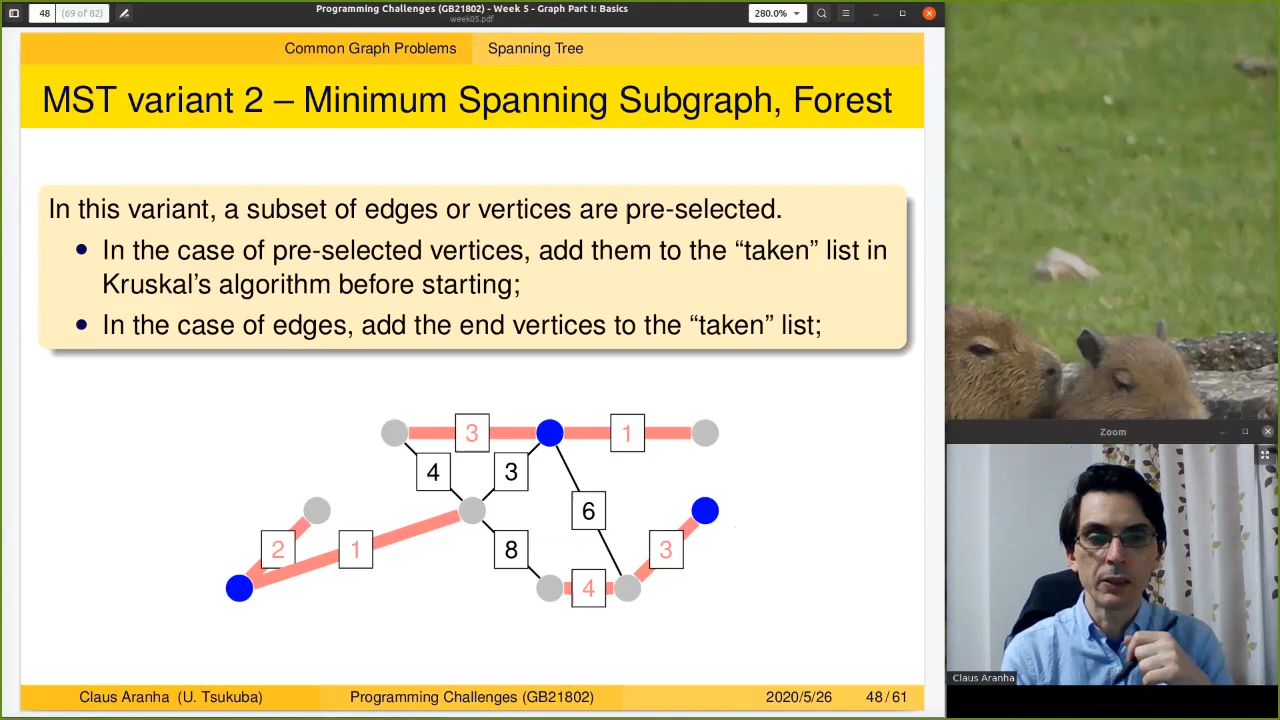 48 (69 of 82)
Programming Challenges (GB21802) - Week 5 - Graph Part I: Basics
week05.pdf
280.0%
Common Graph Problems Spanning Tree
MST variant 2 – Minimum Spanning Subgraph, Forest
In this variant, a subset of edges or vertices are pre-selected.
• In the case of pre-selected vertices, add them to the “taken” list in
Kruskal’s algorithm before starting;
• In the case of edges, add the end vertices to the “taken” list;
3 1
4 3
6
2 1 8 3
4
Claus Aranha (U. Tsukuba) Programming Challenges (GB21802) 2020/5/26 48/61
Zoom
Claus Aranha